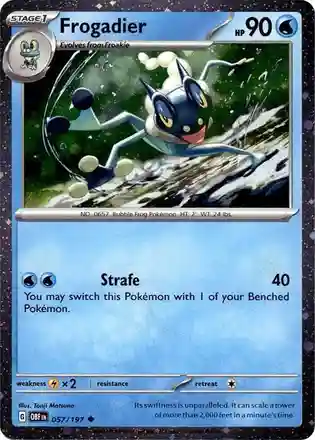 STAGE 1
Frogadier
HP 90
Evolves from Froakie
NO. 0657 Bubble Frog Pokémon HT: 2' WT: 24 lbs.
Strafe 40
You may switch this Pokémon with 1 of your Benched
Pokémon.
weakness ×2 resistance retreat
Illus. Tonji Matsuno
G OBF EN 057/197
Its swiftness is unparalleled. It can scale a tower
of more than 2,000 feet in a minute's time.